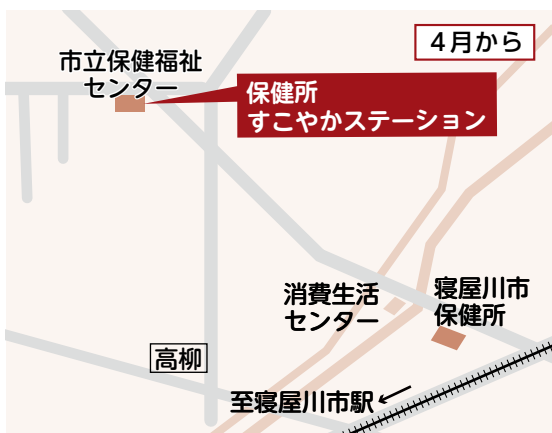 4月から
市立保健福祉
センター
保健所
すこやかステーション
消費生活
センター
寝屋川市
保健所
高柳
至寝屋川市駅